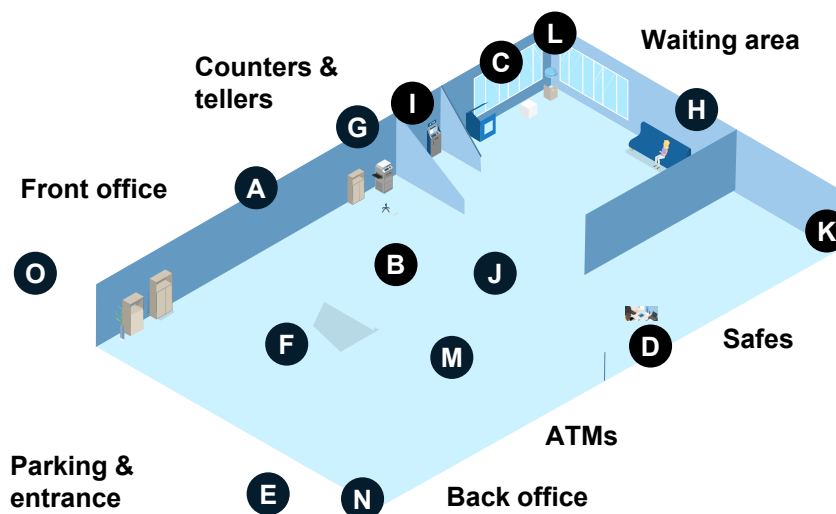 L
Waiting area
C
Counters &
tellers
I
H
G
Front office
A
K
O
B
J
D
Safes
F
M
ATMs
Parking &
entrance
E
N
Back office